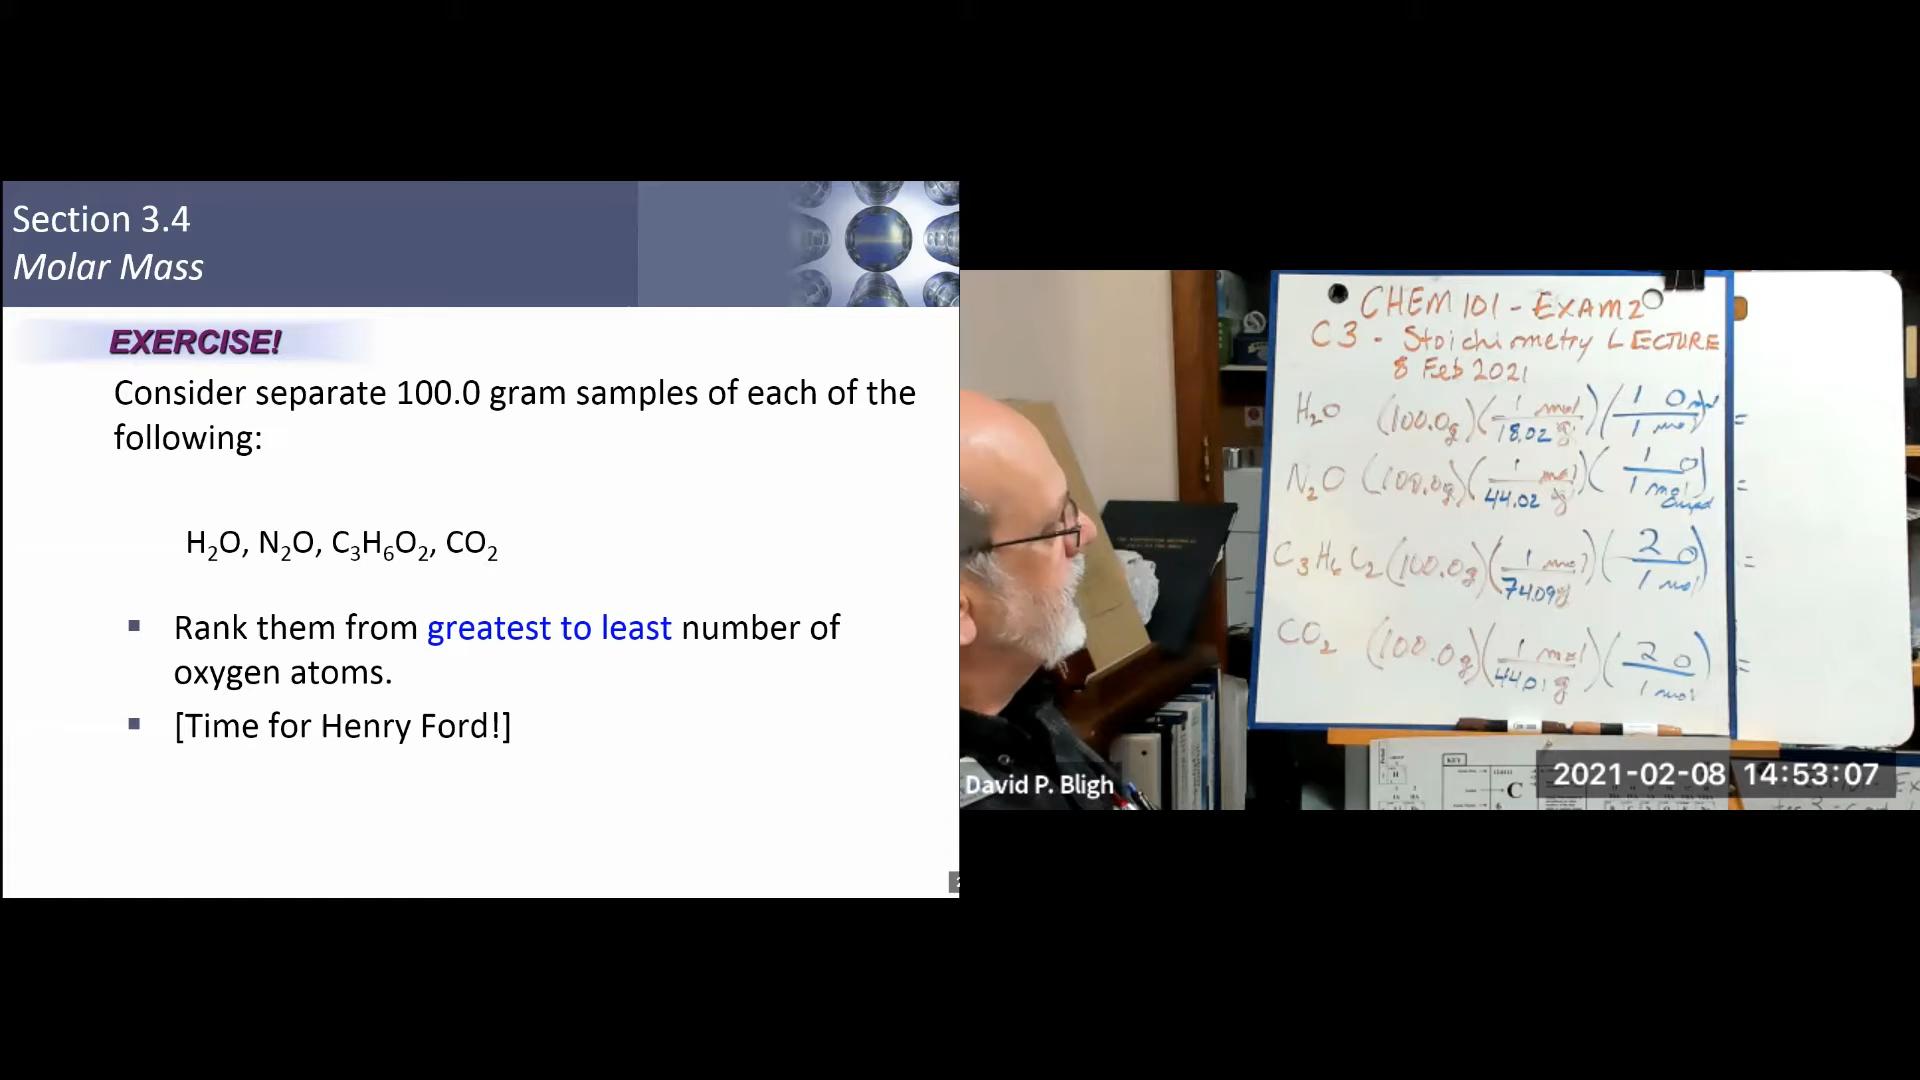 Section 3.4
Molar Mass
EXERCISE!
Consider separate 100.0 gram samples of each of the
following:
H₂O, N₂O, C₃H₆O₂, CO₂
▪ Rank them from greatest to least number of
oxygen atoms.
▪ [Time for Henry Ford!]
CHEM 101 - EXAM 2
C3 - Stoichiometry LECTURE
8 Feb 2021
H₂O (100.0g)(1 mol/18.02 g)(1 O mol/1 mol) =
N₂O (100.0g)(1 mol/44.02 g)(1 O/1 mol) =
C₃H₆C₂ (100.0g)(1 mol/74.09g)(2 O/1 mol) =
CO₂ (100.0g)(1 mol/44.01 g)(2 O/1 mol) =
David P. Bligh
KEY
C
2021-02-08 14:53:07